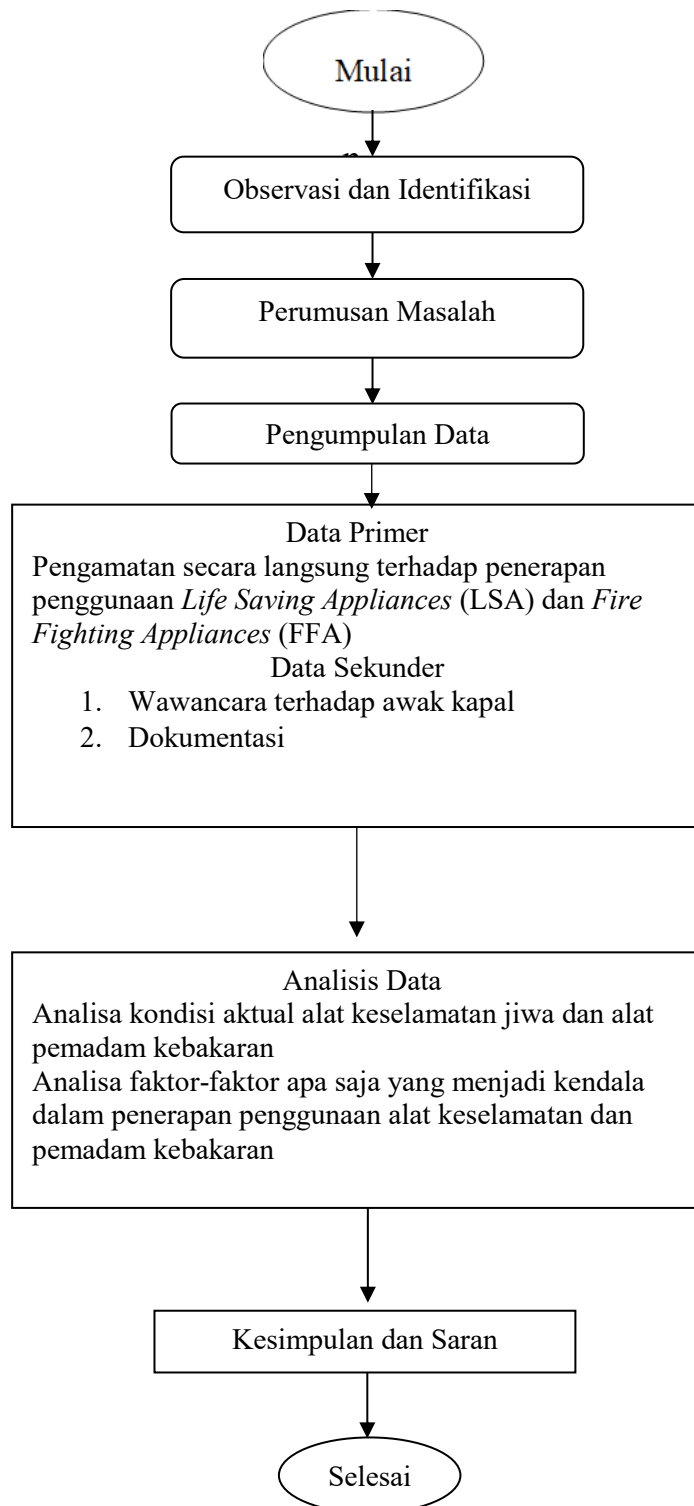 Mulai
Observasi dan Identifikasi
Perumusan Masalah
Pengumpulan Data
Data Primer
Pengamatan secara langsung terhadap penerapan
penggunaan Life Saving Appliances (LSA) dan Fire
Fighting Appliances (FFA)
Data Sekunder
1. Wawancara terhadap awak kapal
2. Dokumentasi
Analisis Data
Analisa kondisi aktual alat keselamatan jiwa dan alat
pemadam kebakaran
Analisa faktor-faktor apa saja yang menjadi kendala
dalam penerapan penggunaan alat keselamatan dan
pemadam kebakaran
Kesimpulan dan Saran
Selesai